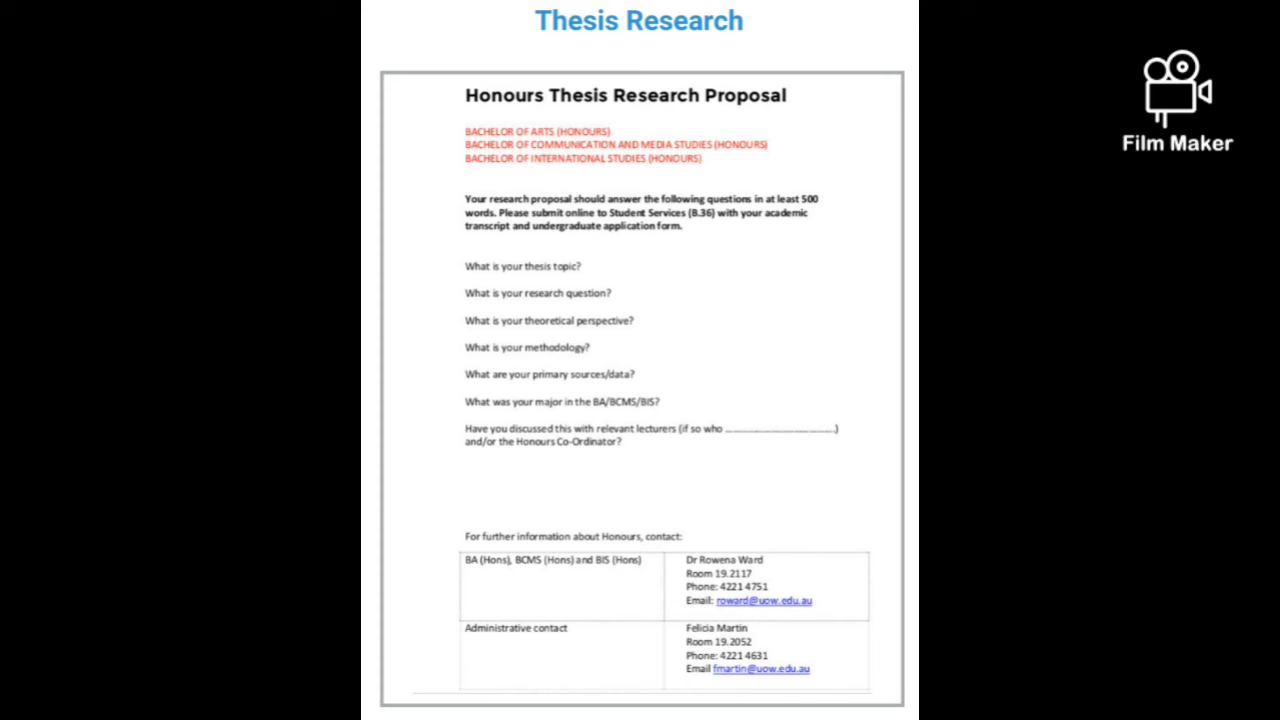 Thesis Research
Honours Thesis Research Proposal
BACHELOR OF ARTS (HONOURS)
BACHELOR OF COMMUNICATION AND MEDIA STUDIES (HONOURS)
BACHELOR OF INTERNATIONAL STUDIES (HONOURS)
Your research proposal should answer the following questions in at least 500
words. Please submit online to Student Services (B.36) with your academic
transcript and undergraduate application form.
What is your thesis topic?
What is your research question?
What is your theoretical perspective?
What is your methodology?
What are your primary sources/data?
What was your major in the BA/BCMS/BIS?
Have you discussed this with relevant lecturers (if so who ......................................)
and/or the Honours Co-Ordinator?
For further information about Honours, contact:
BA (Hons), BCMS (Hons) and BIS (Hons)
Dr Rowena Ward
Room 19.2117
Phone: 4221 4751
Email: roward@uow.edu.au
Administrative contact
Felicia Martin
Room 19.2052
Phone: 4221 4631
Email fmartin@uow.edu.au
Film Maker